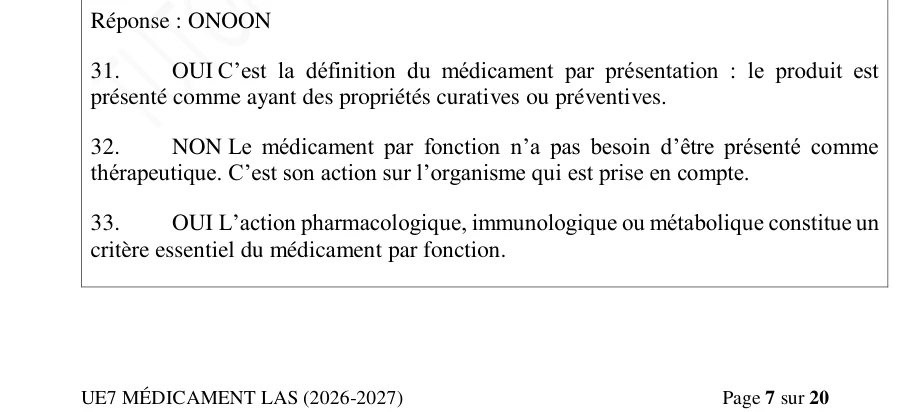 Réponse : ONOON
31. OUI C’est la définition du médicament par présentation : le produit est
présenté comme ayant des propriétés curatives ou préventives.
32. NON Le médicament par fonction n’a pas besoin d’être présenté comme
thérapeutique. C’est son action sur l’organisme qui est prise en compte.
33. OUI L’action pharmacologique, immunologique ou métabolique constitue un
critère essentiel du médicament par fonction.
UE7 MÉDICAMENT LAS (2026-2027) Page 7 sur 20